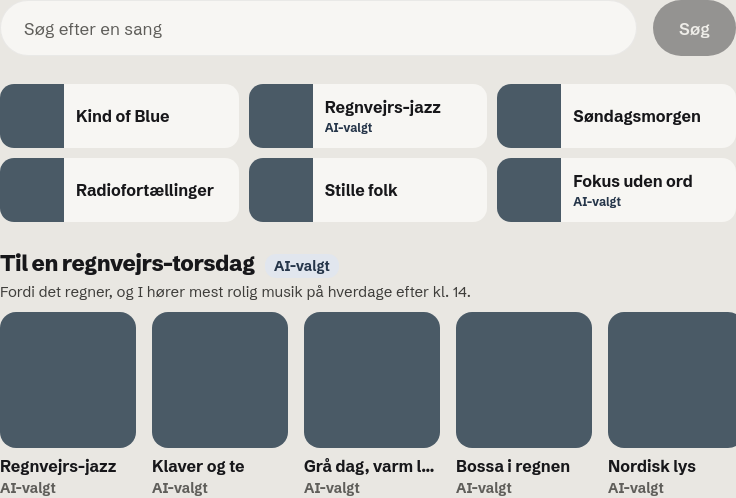 Søg efter en sang
Søg
Kind of Blue
Regnvejrs-jazz
AI-valgt
Søndagsmorgen
Radiofortællinger
Stille folk
Fokus uden ord
AI-valgt
Til en regnvejrs-torsdag
AI-valgt
Fordi det regner, og I hører mest rolig musik på hverdage efter kl. 14.
Regnvejrs-jazz
AI-valgt
Klaver og te
AI-valgt
Grå dag, varm l...
AI-valgt
Bossa i regnen
AI-valgt
Nordisk lys
AI-valgt